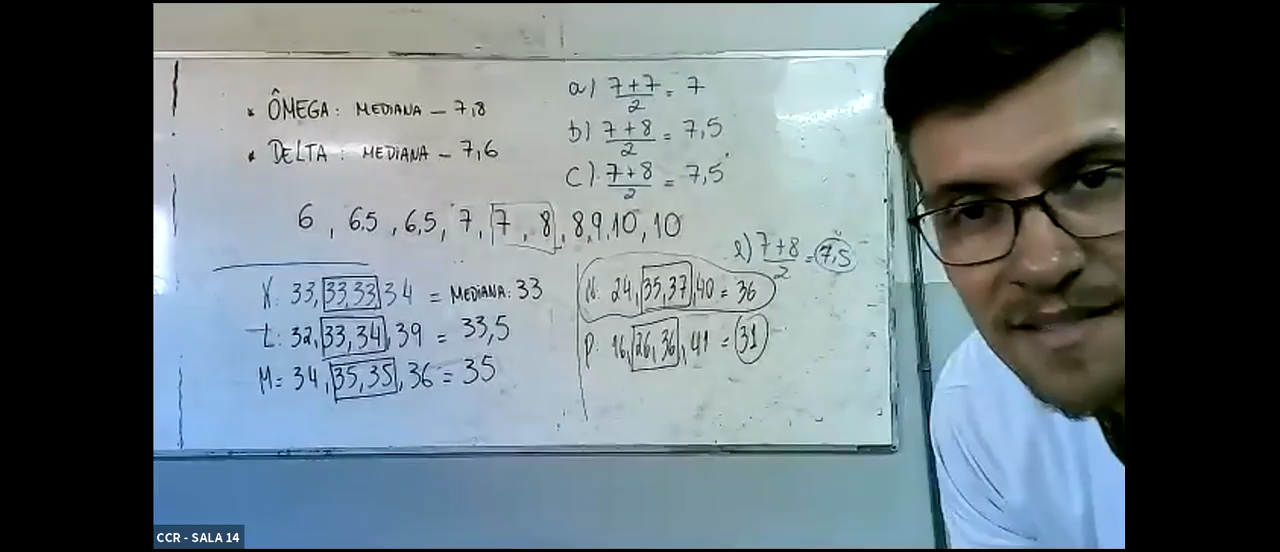 * ÔMEGA: MEDIANA – 7,8
* DELTA: MEDIANA – 7,6
a) 7+7/2 = 7
b) 7+8/2 = 7,5
c) 7+8/2 = 7,5
6, 6.5, 6,5, 7, 7, 8, 8,9,10, 10
e) 7+8/2 = 7,5
K: 33, 33,33, 34 = MEDIANA: 33
L: 32, 33,34, 39 = 33,5
M= 34, 35,35, 36 = 35
N: 24, 35,37, 40 = 36
P: 16, 26,36, 41 = 31
CCR - SALA 14